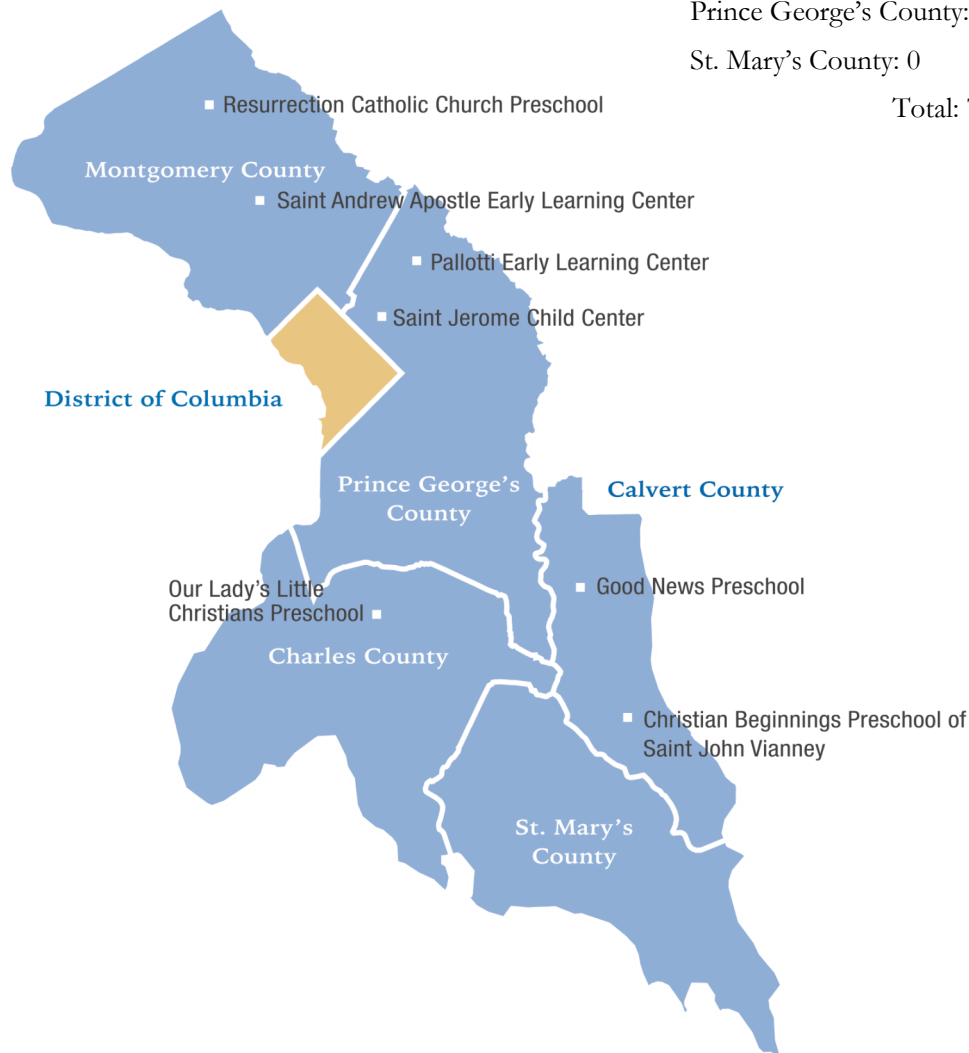 Prince George’s County:
St. Mary’s County: 0
Total:
Resurrection Catholic Church Preschool
Montgomery County
Saint Andrew Apostle Early Learning Center
Pallotti Early Learning Center
Saint Jerome Child Center
District of Columbia
Prince George’s
County
Calvert County
Our Lady’s Little
Christians Preschool
Good News Preschool
Charles County
Christian Beginnings Preschool of
Saint John Vianney
St. Mary’s
County